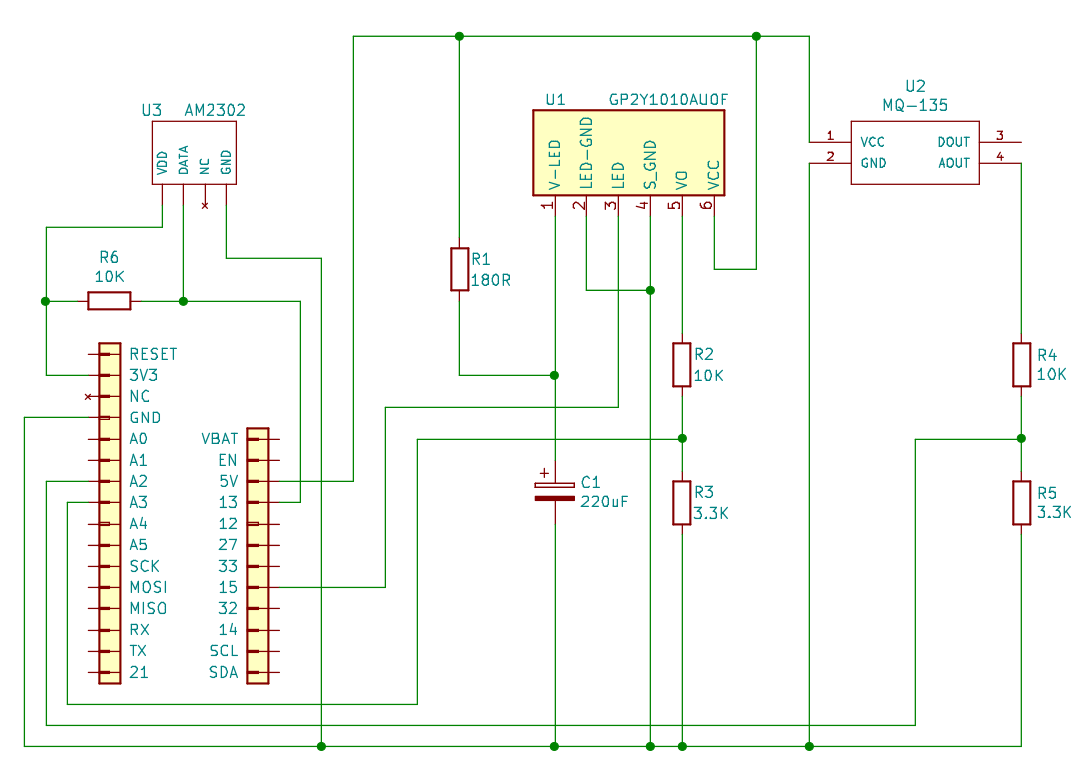 U3 AM2302
VDD
DATA
NC
GND
U1 GP2Y1010AU0F
V-LED
LED-GND
LED
S_GND
VO
VCC
1
2
3
4
5
6
U2
MQ-135
1 VCC DOUT 3
2 GND AOUT 4
R6
10K
R1
180R
R2
10K
R4
10K
RESET
3V3
NC
GND
A0
A1
A2
A3
A4
A5
SCK
MOSI
MISO
RX
TX
21
VBAT
EN
5V
13
12
27
33
15
32
14
SCL
SDA
+
C1
220uF
R3
3.3K
R5
3.3K